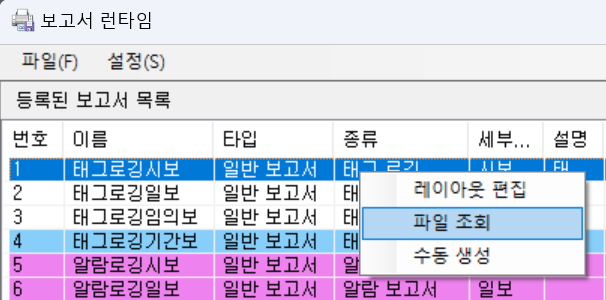 보고서 런타임
파일(F) 설정(S)
등록된 보고서 목록
번호 이름 타입 종류 세부... 설명
1 태그로깅시보 일반 보고서 태그 로깅 시보 태
2 태그로깅일보 일반 보고서 태
3 태그로깅임의보 일반 보고서 태
4 태그로깅기간보 일반 보고서 태
5 알람로깅시보 일반 보고서 알
6 알람로깅일보 일반 보고서 알람 보고서 일보
레이아웃 편집
파일 조회
수동 생성